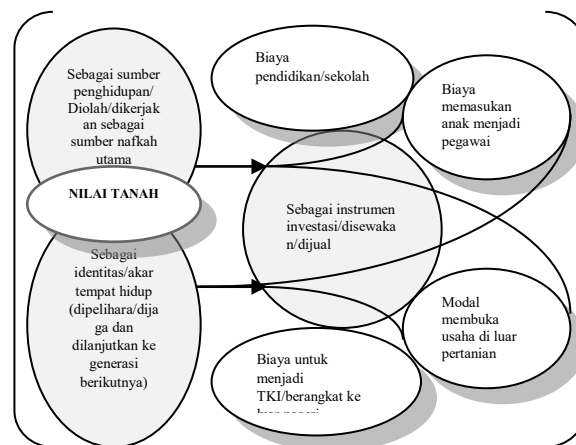 Sebagai sumber
penghidupan/
Diolah/dikerjak
an sebagai
sumber nafkah
utama
NILAI TANAH
Sebagai
identitas/akar
tempat hidup
(dipelihara/dija
ga dan
dilanjutkan ke
generasi
berikutnya)
Biaya
pendidikan/sekolah
Biaya
memasukan
anak menjadi
pegawai
Sebagai instrumen
investasi/disewaka
n/dijual
Modal
membuka
usaha di luar
pertanian
Biaya untuk
menjadi
TKI/berangkat ke